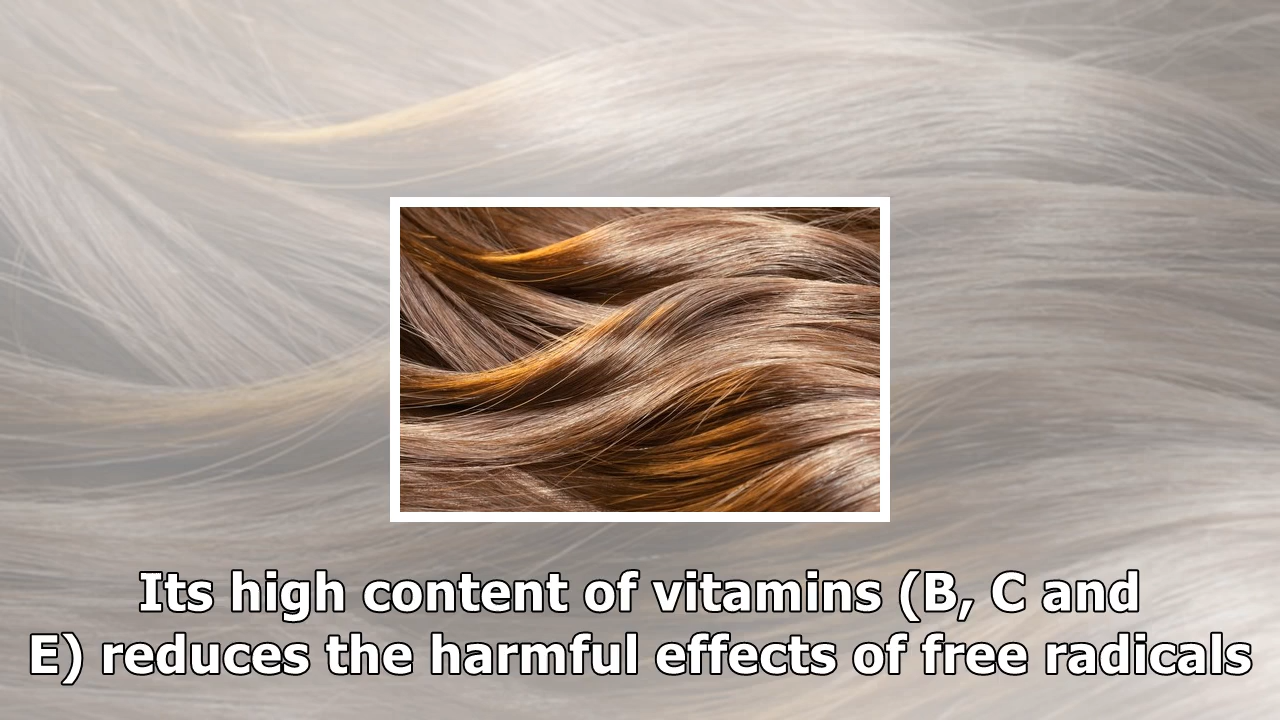 Its high content of vitamins (B, C and
E) reduces the harmful effects of free radicals